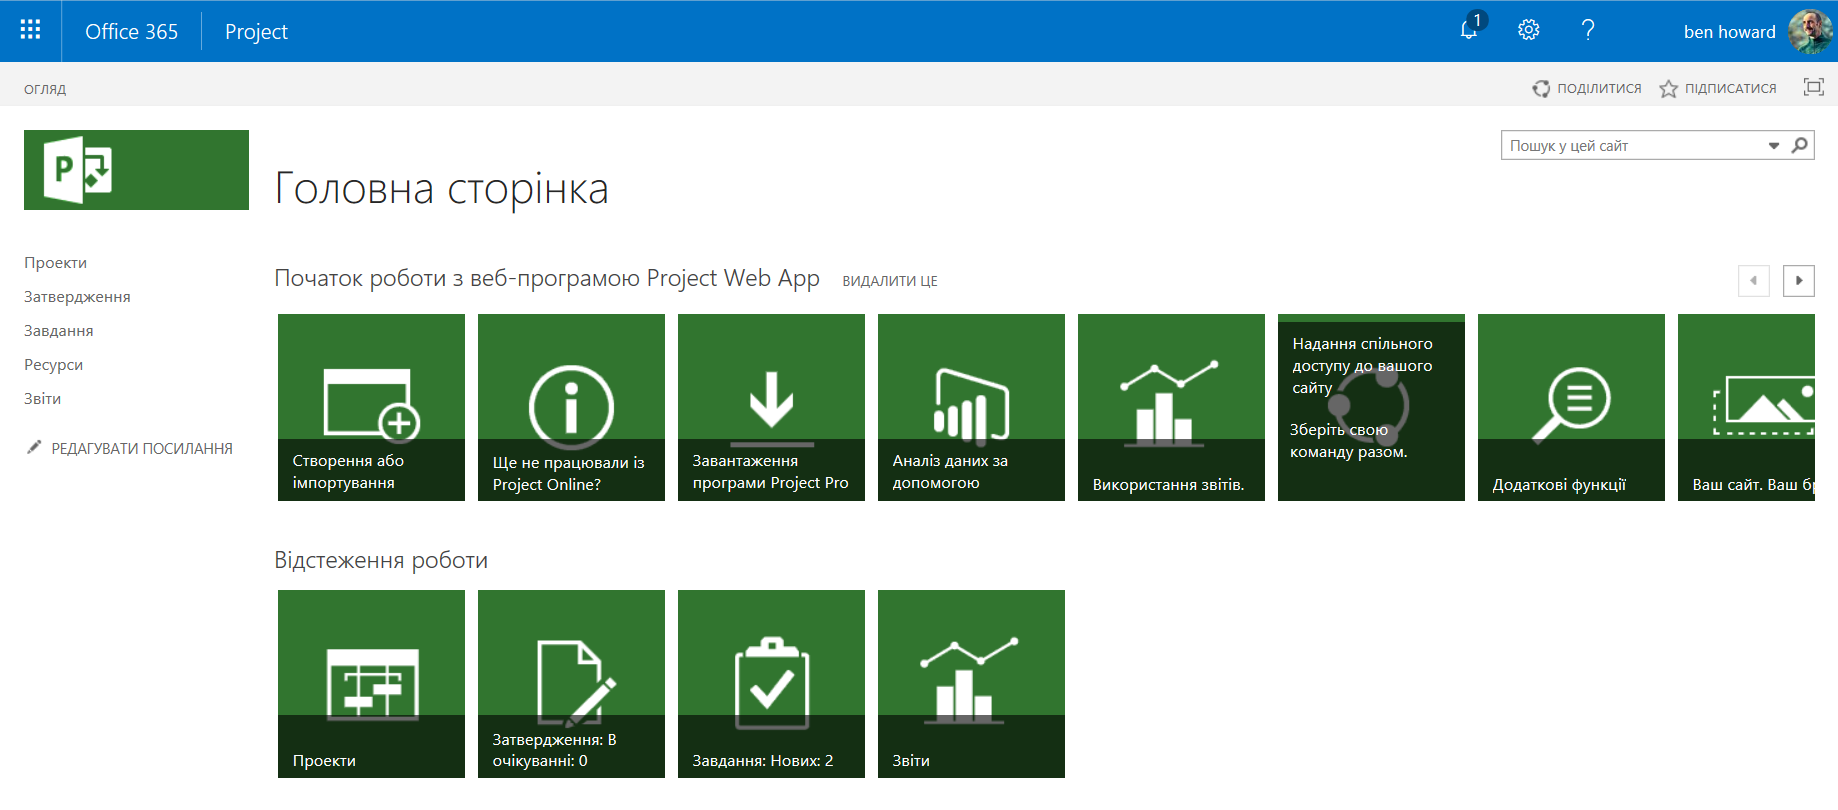 Office 365
Project
1
?
ben howard
ОГЛЯД
ПОДІЛИТИСЯ
ПІДПИСАТИСЯ
P
Пошук у цей сайт
Головна сторінка
Проекти
Затвердження
Завдання
Ресурси
Звіти
РЕДАГУВАТИ ПОСИЛАННЯ
Початок роботи з веб-програмою Project Web App
ВИДАЛИТИ ЦЕ
Створення або
імпортування
Ще не працювали із
Project Online?
Завантаження
програми Project Pro
Аналіз даних за
допомогою
Використання звітів.
Надання спільного
доступу до вашого
сайту
Зберіть свою
команду разом.
Додаткові функції
Ваш сайт. Ваш
Відстеження роботи
Проекти
Затвердження: В
очікуванні: 0
Завдання: Нових: 2
Звіти